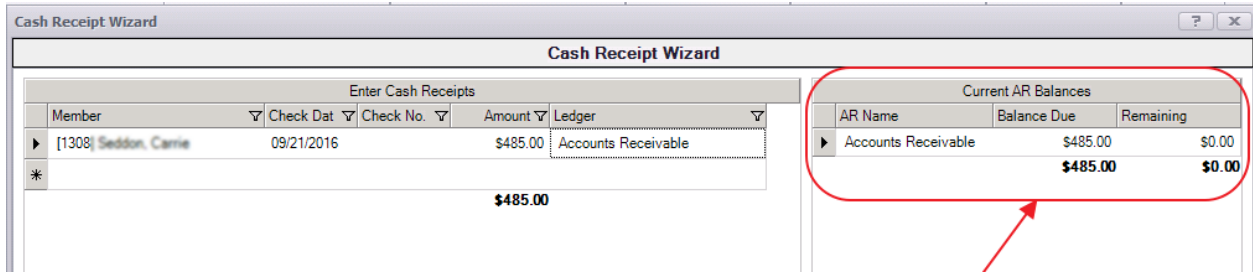 Cash Receipt Wizard
? X
Cash Receipt Wizard
Enter Cash Receipts
Member Check Dat Check No. Amount Ledger
[1308] Seddon, Carrie 09/21/2016 $485.00 Accounts Receivable
$485.00
Current AR Balances
AR Name Balance Due Remaining
Accounts Receivable $485.00 $0.00
$485.00 $0.00